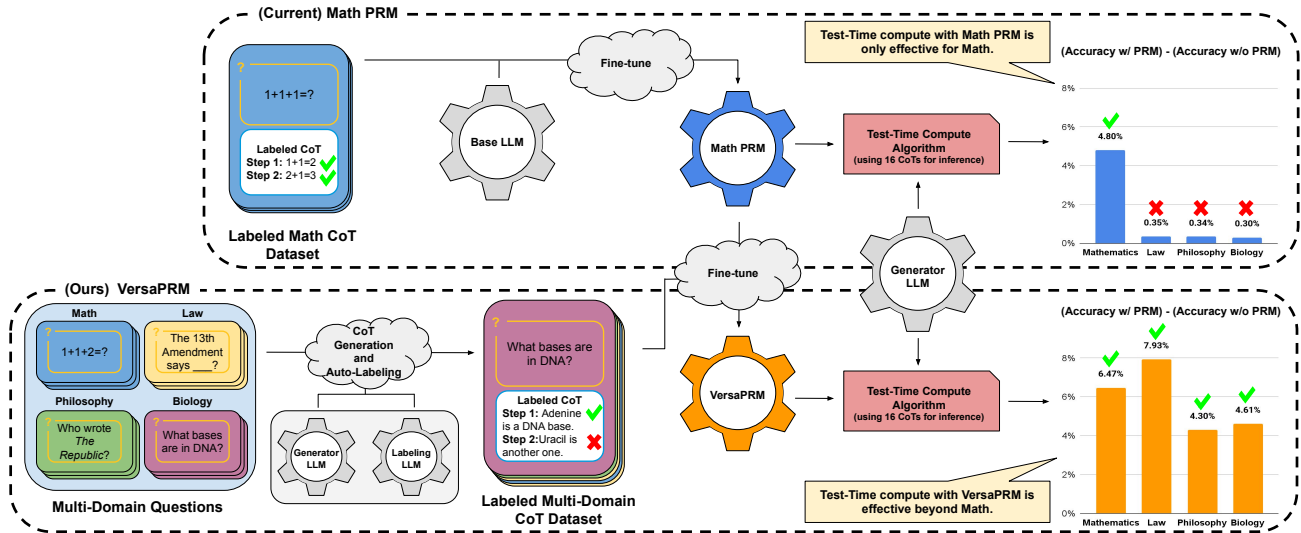 (Current) Math PRM
?
1+1+1=?
Labeled CoT
Step 1: 1+1=2
Step 2: 2+1=3
Labeled Math CoT
Dataset
Base LLM
Fine-tune
Math PRM
Test-Time Compute
Algorithm
(using 16 CoTs for inference)
Test-Time compute with Math PRM is
only effective for Math.
(Accuracy w/ PRM) - (Accuracy w/o PRM)
8%
6%
4%
2%
0%
4.80%
0.35%
0.34%
0.30%
Mathematics
Law
Philosophy
Biology
Fine-tune
Generator
LLM
(Ours) VersaPRM
Math
?
1+1+2=?
Law
?
The 13th
Amendment
says ___?
Philosophy
?
Who wrote
The
Republic?
Biology
?
What bases
are in DNA?
Multi-Domain Questions
CoT
Generation
and
Auto-Labeling
Generator
LLM
Labeling
LLM
?
What bases are
in DNA?
Labeled CoT
Step 1: Adenine
is a DNA base.
Step 2:Uracil is
another one.
Labeled Multi-Domain
CoT Dataset
VersaPRM
Test-Time Compute
Algorithm
(using 16 CoTs for inference)
Test-Time compute with VersaPRM is
effective beyond Math.
(Accuracy w/ PRM) - (Accuracy w/o PRM)
8%
6%
4%
2%
0%
6.47%
7.93%
4.30%
4.61%
Mathematics
Law
Philosophy
Biology